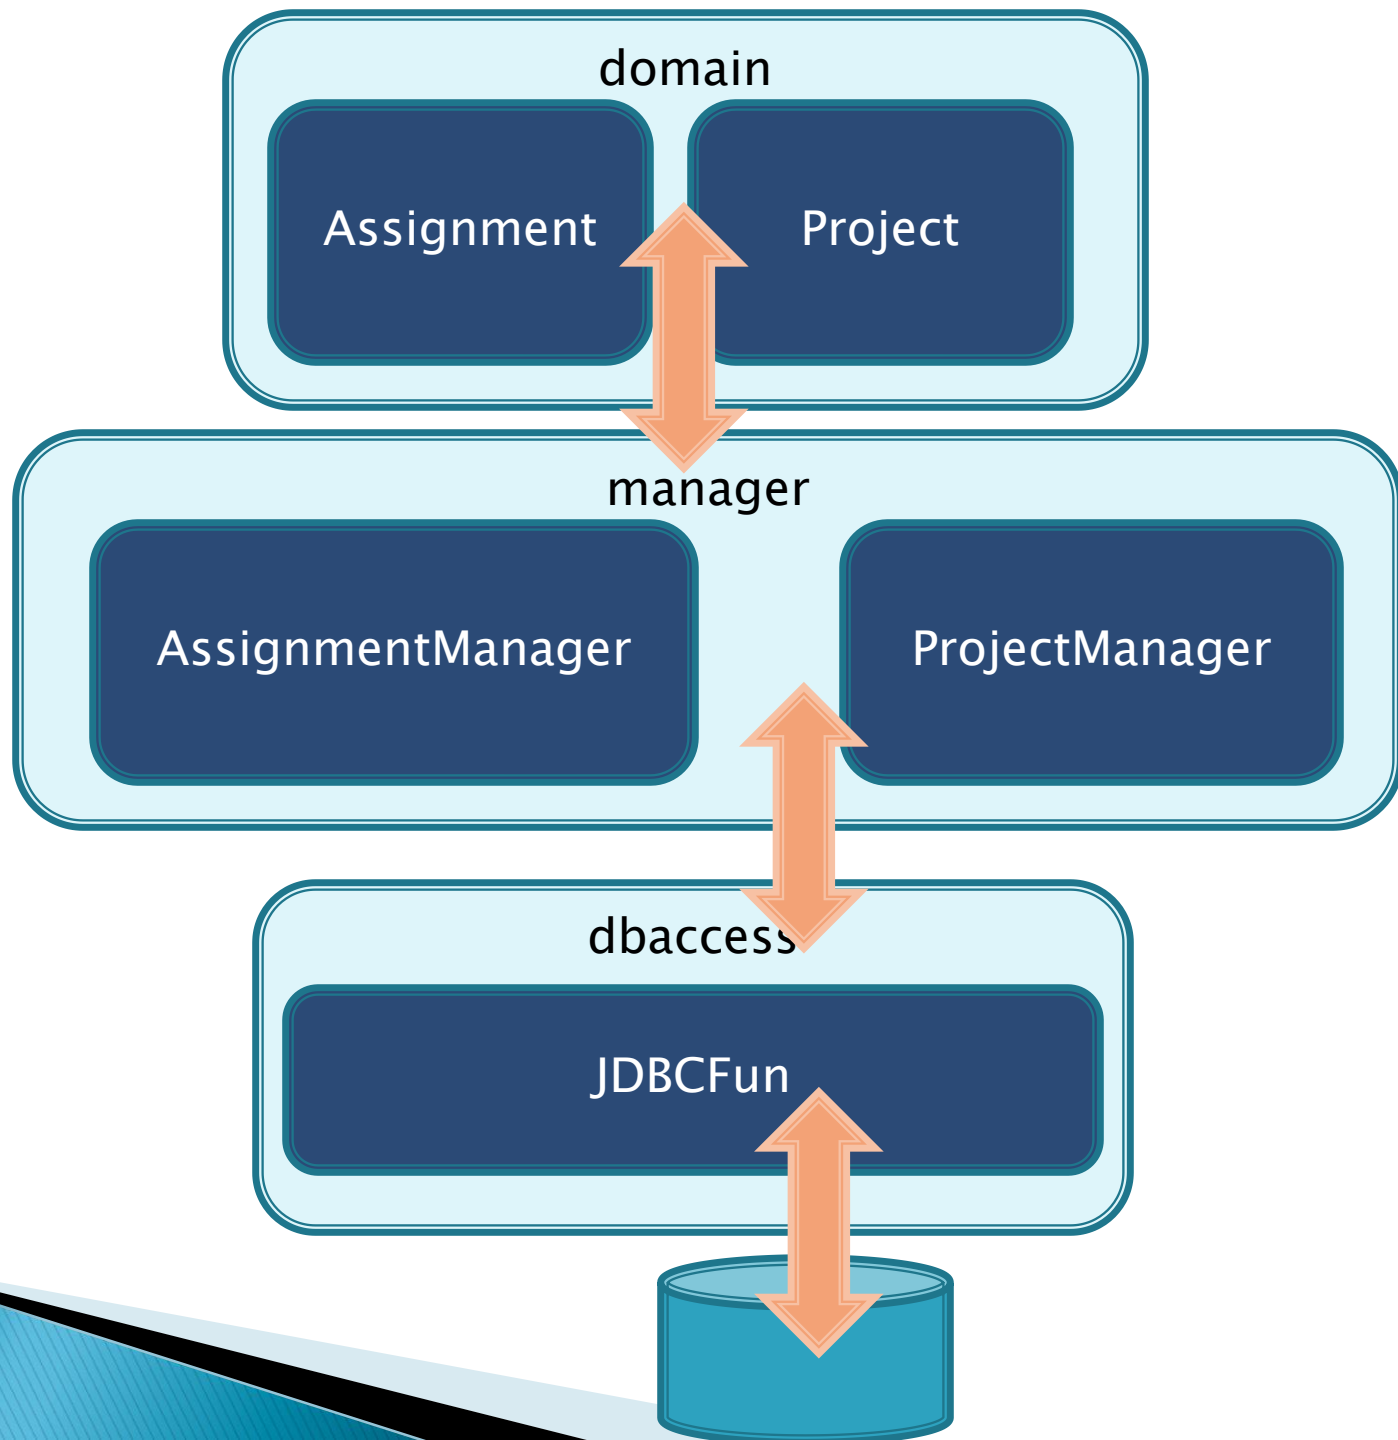 domain
Assignment
Project
manager
AssignmentManager
ProjectManager
dbaccess
JDBCFun